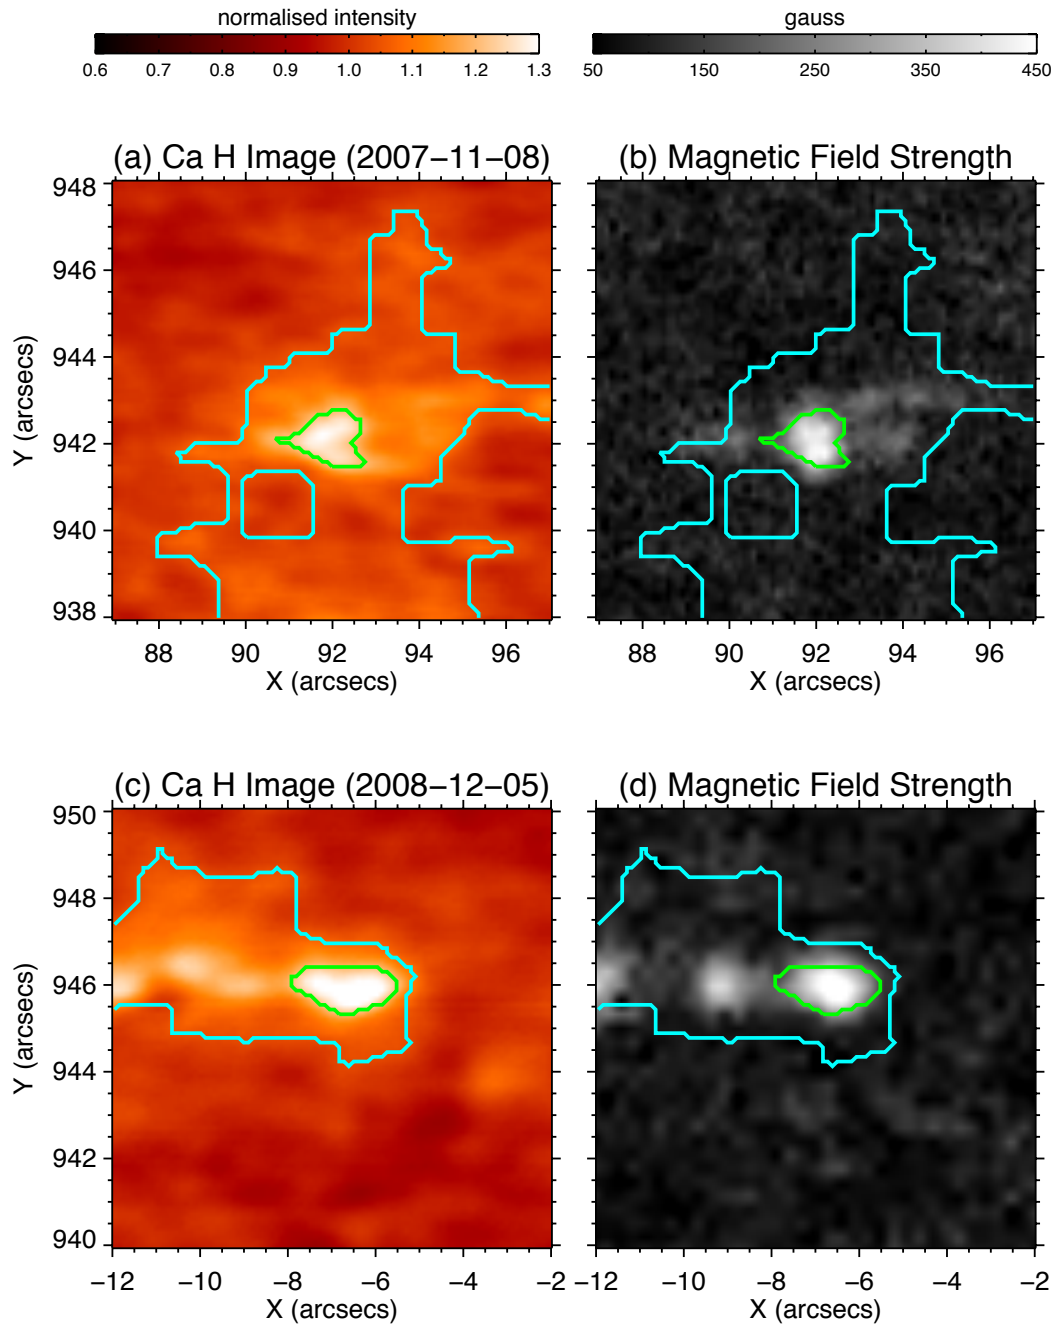 normalised intensity gauss
0.6 0.7 0.8 0.9 1.0 1.1 1.2 1.3 50 150 250 350 450
(a) Ca H Image (2007−11−08) (b) Magnetic Field Strength
948
946
944
942
940
938
Y (arcsecs)
88 90 92 94 96 88 90 92 94 96
X (arcsecs) X (arcsecs)
(c) Ca H Image (2008−12−05) (d) Magnetic Field Strength
950
948
946
944
942
940
Y (arcsecs)
−12 −10 −8 −6 −4 −2 −12 −10 −8 −6 −4 −2
X (arcsecs) X (arcsecs)